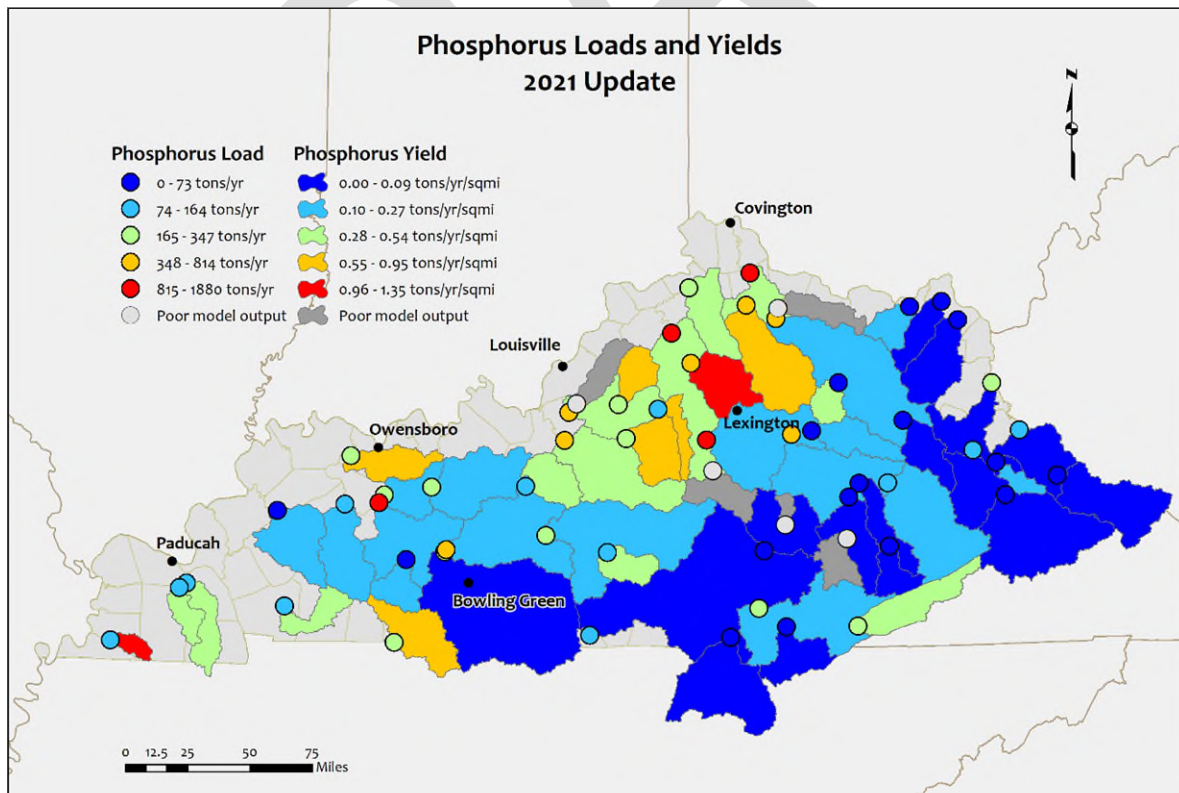 Phosphorus Loads and Yields
2021 Update
N
Phosphorus Load
0 - 73 tons/yr
74 - 164 tons/yr
165 - 347 tons/yr
348 - 814 tons/yr
815 - 1880 tons/yr
Poor model output
Phosphorus Yield
0.00 - 0.09 tons/yr/sqmi
0.10 - 0.27 tons/yr/sqmi
0.28 - 0.54 tons/yr/sqmi
0.55 - 0.95 tons/yr/sqmi
0.96 - 1.35 tons/yr/sqmi
Poor model output
Covington
Louisville
Lexington
Owensboro
Paducah
Bowling Green
0 12.5 25 50 75
Miles